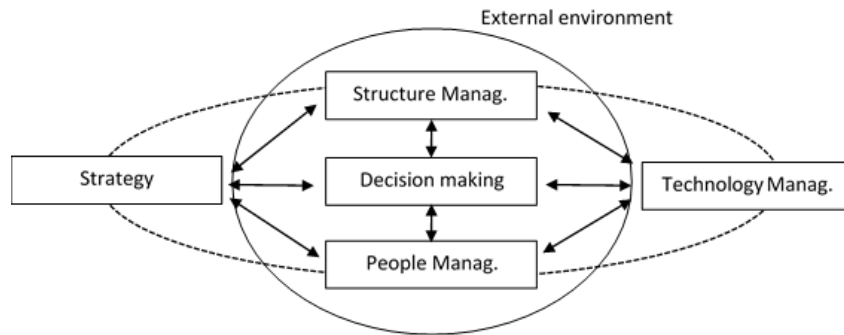 External environment
Structure Manag.
Strategy
Decision making
Technology Manag.
People Manag.